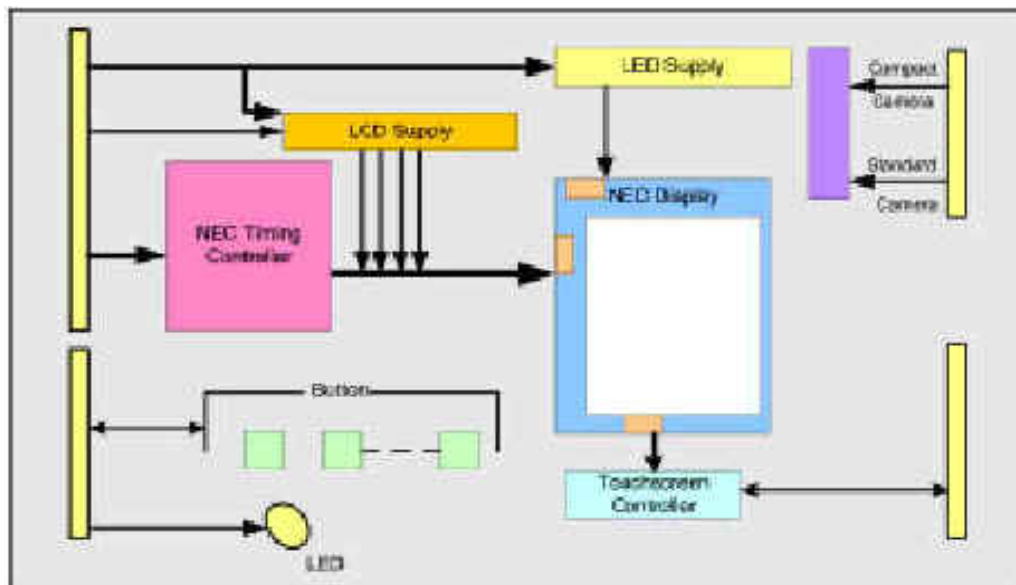 LED Supply
Compact
Camera
LCD Supply
Standard
Camera
NEC Display
NEC Timing
Controller
Button
Touchscreen
Controller
LED